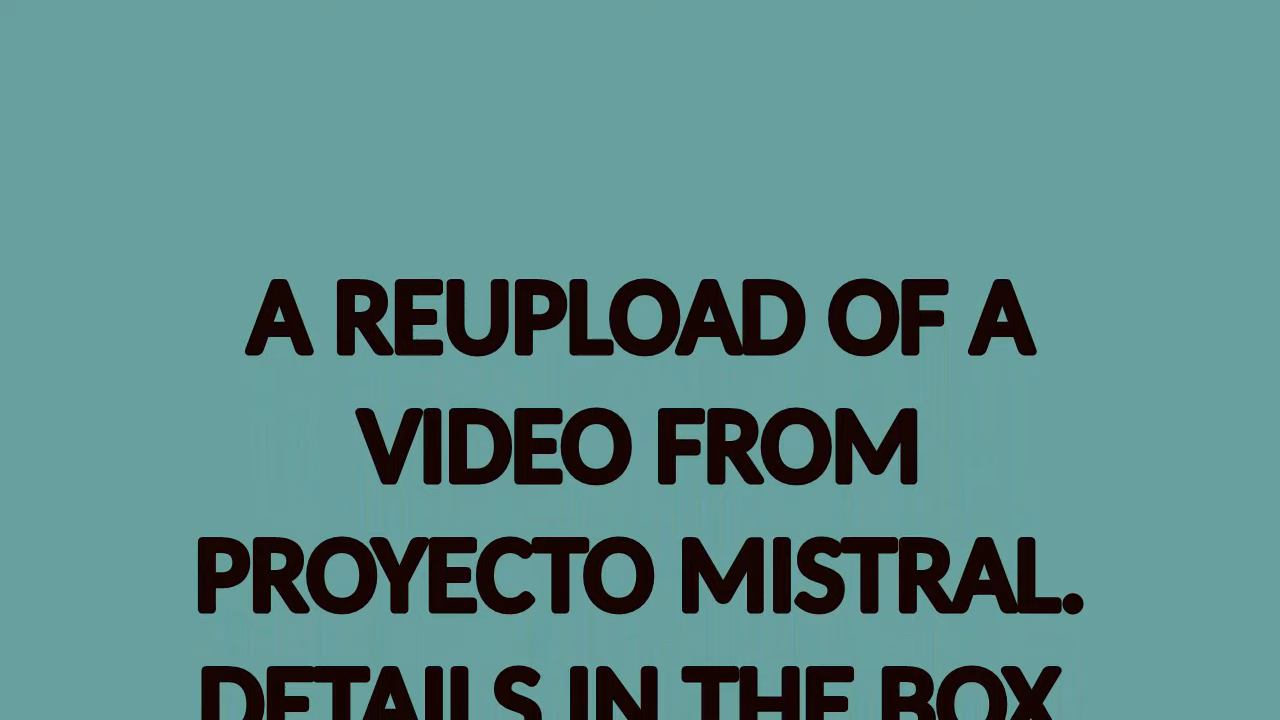 A REUPLOAD OF A
VIDEO FROM
PROYECTO MISTRAL.
DETAILS IN THE BOX